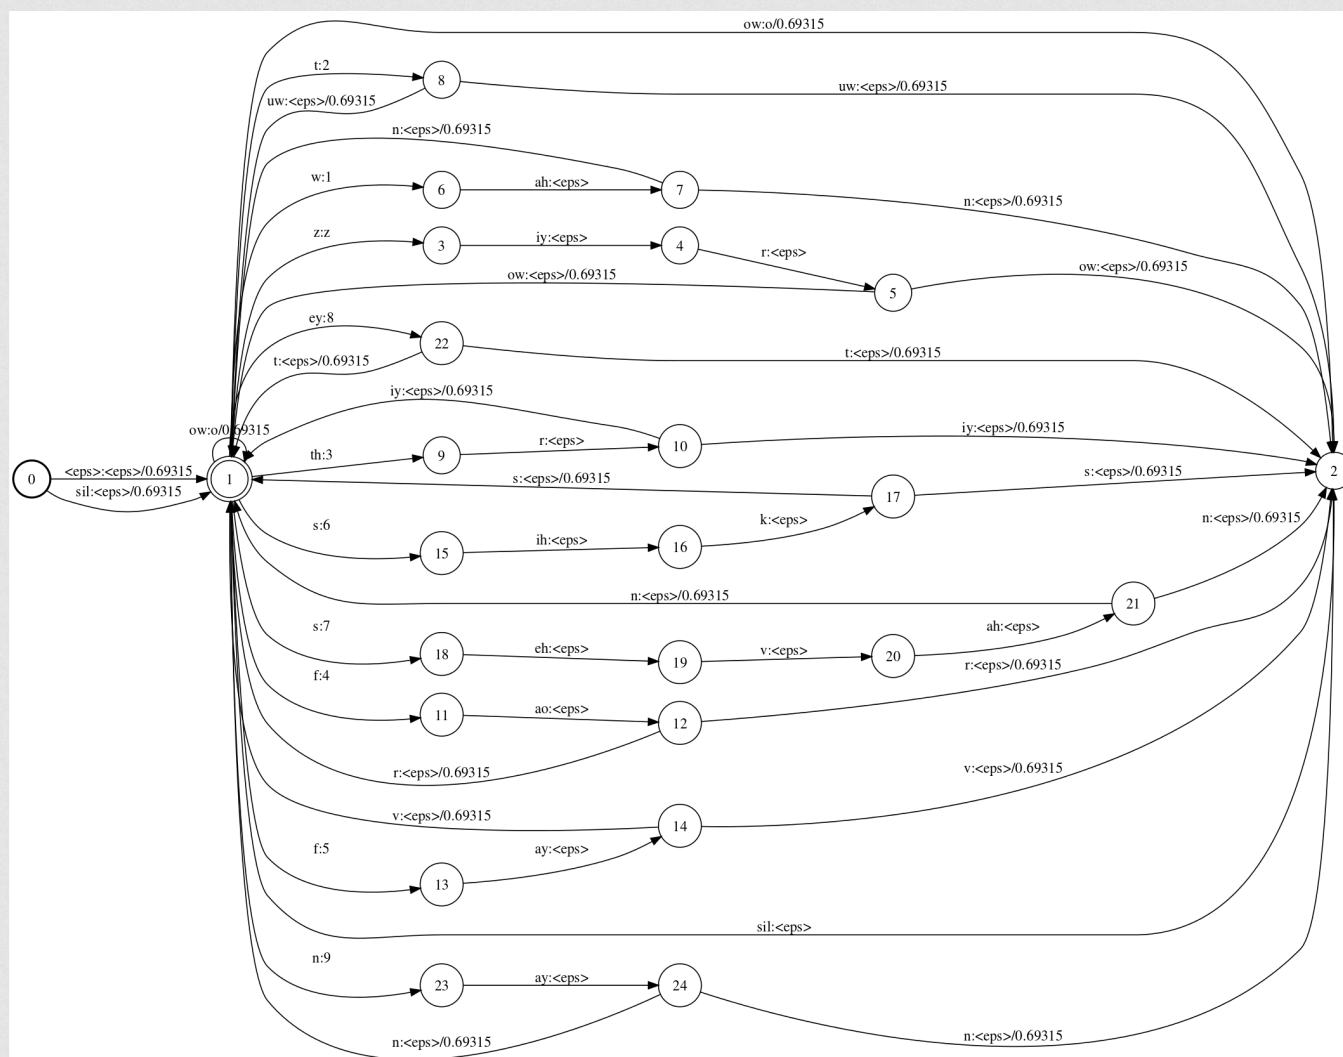 ow:o/0.69315
t:2
8
uw:<eps>/0.69315
uw:<eps>/0.69315
n:<eps>/0.69315
w:1
6
ah:<eps>
7
n:<eps>/0.69315
z:z
3
iy:<eps>
4
r:<eps>
ow:<eps>/0.69315
5
ow:<eps>/0.69315
ey:8
22
t:<eps>/0.69315
t:<eps>/0.69315
iy:<eps>/0.69315
ow:o/0.69315
th:3
9
r:<eps>
10
iy:<eps>/0.69315
0
<eps>:<eps>/0.69315
sil:<eps>/0.69315
1
s:<eps>/0.69315
17
s:<eps>/0.69315
2
s:6
15
ih:<eps>
16
k:<eps>
n:<eps>/0.69315
n:<eps>/0.69315
21
s:7
18
eh:<eps>
19
v:<eps>
20
ah:<eps>
f:4
11
ao:<eps>
12
r:<eps>/0.69315
r:<eps>/0.69315
v:<eps>/0.69315
14
v:<eps>/0.69315
f:5
13
ay:<eps>
sil:<eps>
n:9
23
ay:<eps>
24
n:<eps>/0.69315
n:<eps>/0.69315